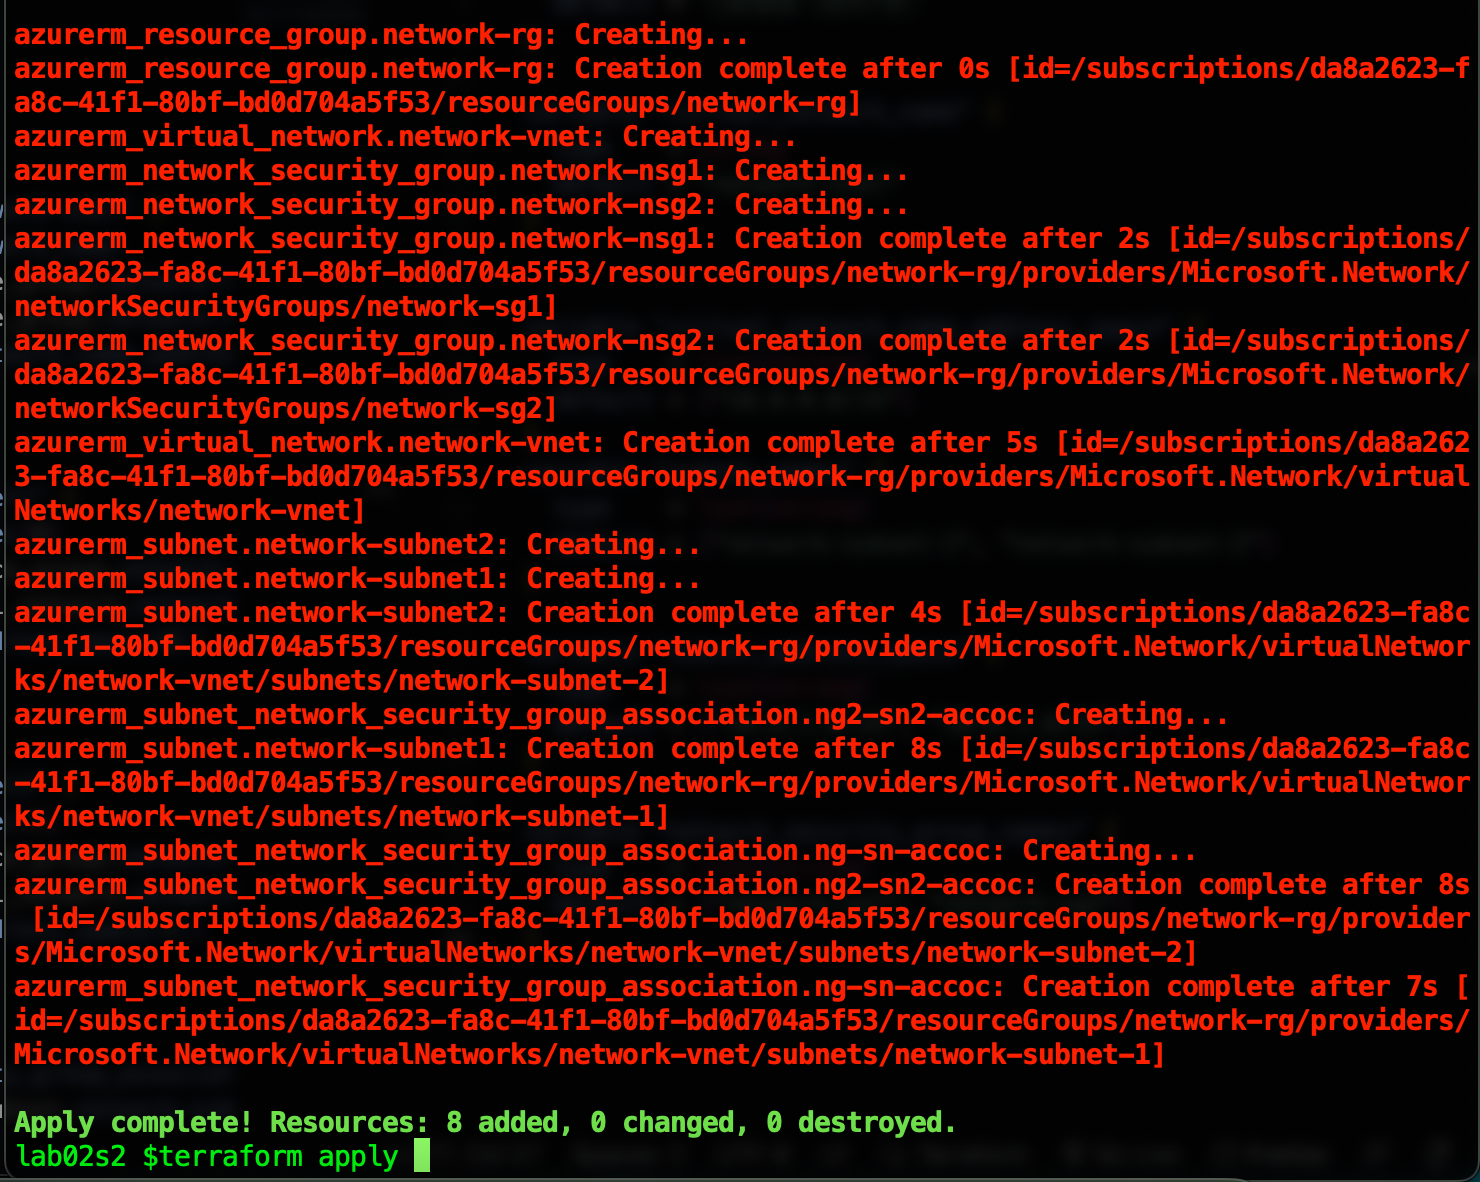 azurerm_resource_group.network-rg: Creating...
azurerm_resource_group.network-rg: Creation complete after 0s [id=/subscriptions/da8a2623-f
a8c-41f1-80bf-bd0d704a5f53/resourceGroups/network-rg]
azurerm_virtual_network.network-vnet: Creating...
azurerm_network_security_group.network-nsg1: Creating...
azurerm_network_security_group.network-nsg2: Creating...
azurerm_network_security_group.network-nsg1: Creation complete after 2s [id=/subscriptions/
da8a2623-fa8c-41f1-80bf-bd0d704a5f53/resourceGroups/network-rg/providers/Microsoft.Network/
networkSecurityGroups/network-sg1]
azurerm_network_security_group.network-nsg2: Creation complete after 2s [id=/subscriptions/
da8a2623-fa8c-41f1-80bf-bd0d704a5f53/resourceGroups/network-rg/providers/Microsoft.Network/
networkSecurityGroups/network-sg2]
azurerm_virtual_network.network-vnet: Creation complete after 5s [id=/subscriptions/da8a262
3-fa8c-41f1-80bf-bd0d704a5f53/resourceGroups/network-rg/providers/Microsoft.Network/virtual
Networks/network-vnet]
azurerm_subnet.network-subnet2: Creating...
azurerm_subnet.network-subnet1: Creating...
azurerm_subnet.network-subnet2: Creation complete after 4s [id=/subscriptions/da8a2623-fa8c
-41f1-80bf-bd0d704a5f53/resourceGroups/network-rg/providers/Microsoft.Network/virtualNetwor
ks/network-vnet/subnets/network-subnet-2]
azurerm_subnet_network_security_group_association.ng2-sn2-accoc: Creating...
azurerm_subnet.network-subnet1: Creation complete after 8s [id=/subscriptions/da8a2623-fa8c
-41f1-80bf-bd0d704a5f53/resourceGroups/network-rg/providers/Microsoft.Network/virtualNetwor
ks/network-vnet/subnets/network-subnet-1]
azurerm_subnet_network_security_group_association.ng-sn-accoc: Creating...
azurerm_subnet_network_security_group_association.ng2-sn2-accoc: Creation complete after 8s
 [id=/subscriptions/da8a2623-fa8c-41f1-80bf-bd0d704a5f53/resourceGroups/network-rg/provider
s/Microsoft.Network/virtualNetworks/network-vnet/subnets/network-subnet-2]
azurerm_subnet_network_security_group_association.ng-sn-accoc: Creation complete after 7s [
id=/subscriptions/da8a2623-fa8c-41f1-80bf-bd0d704a5f53/resourceGroups/network-rg/providers/
Microsoft.Network/virtualNetworks/network-vnet/subnets/network-subnet-1]
Apply complete! Resources: 8 added, 0 changed, 0 destroyed.
lab02s2 $terraform apply